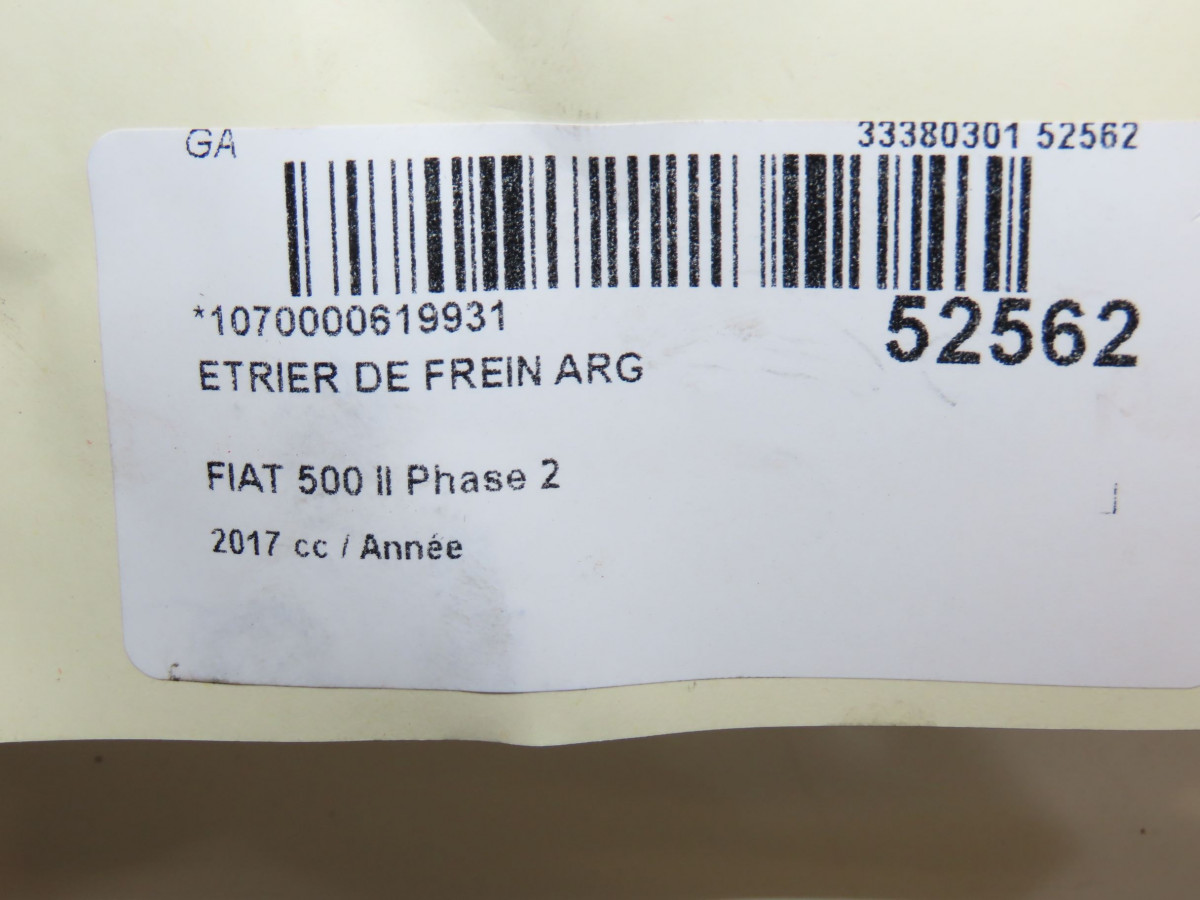 GA 33380301 52562
*1070000619931 52562
ETRIER DE FREIN ARG
FIAT 500 II Phase 2
2017 cc / Année